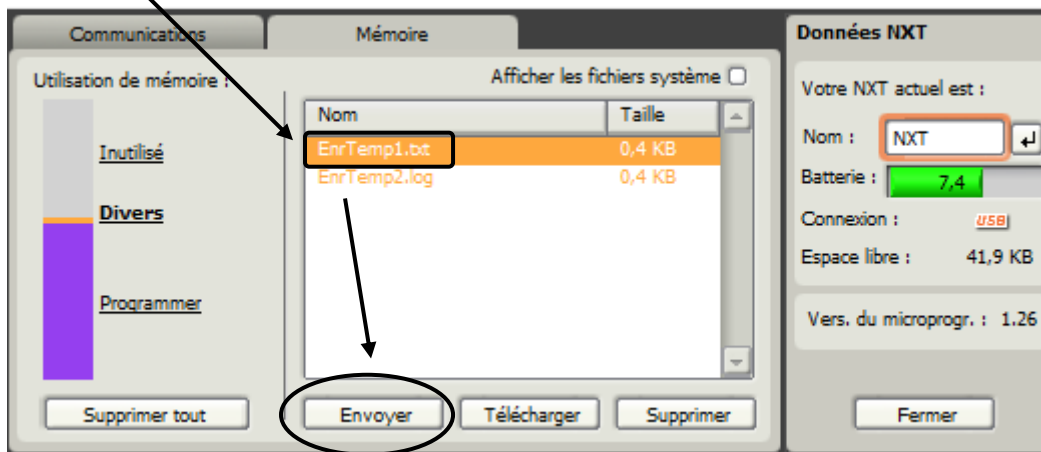 Communications
Mémoire
Données NXT
Utilisation de mémoire :
Afficher les fichiers système
Votre NXT actuel est :
Nom
Taille
Nom :
NXT
EnrTemp1.txt
0,4 KB
EnrTemp2.log
0,4 KB
Inutilisé
Batterie :
7,4
Divers
Connexion :
USB
Espace libre :
41,9 KB
Programmer
Vers. du microprogr. :
1.26
Supprimer tout
Envoyer
Télécharger
Supprimer
Fermer